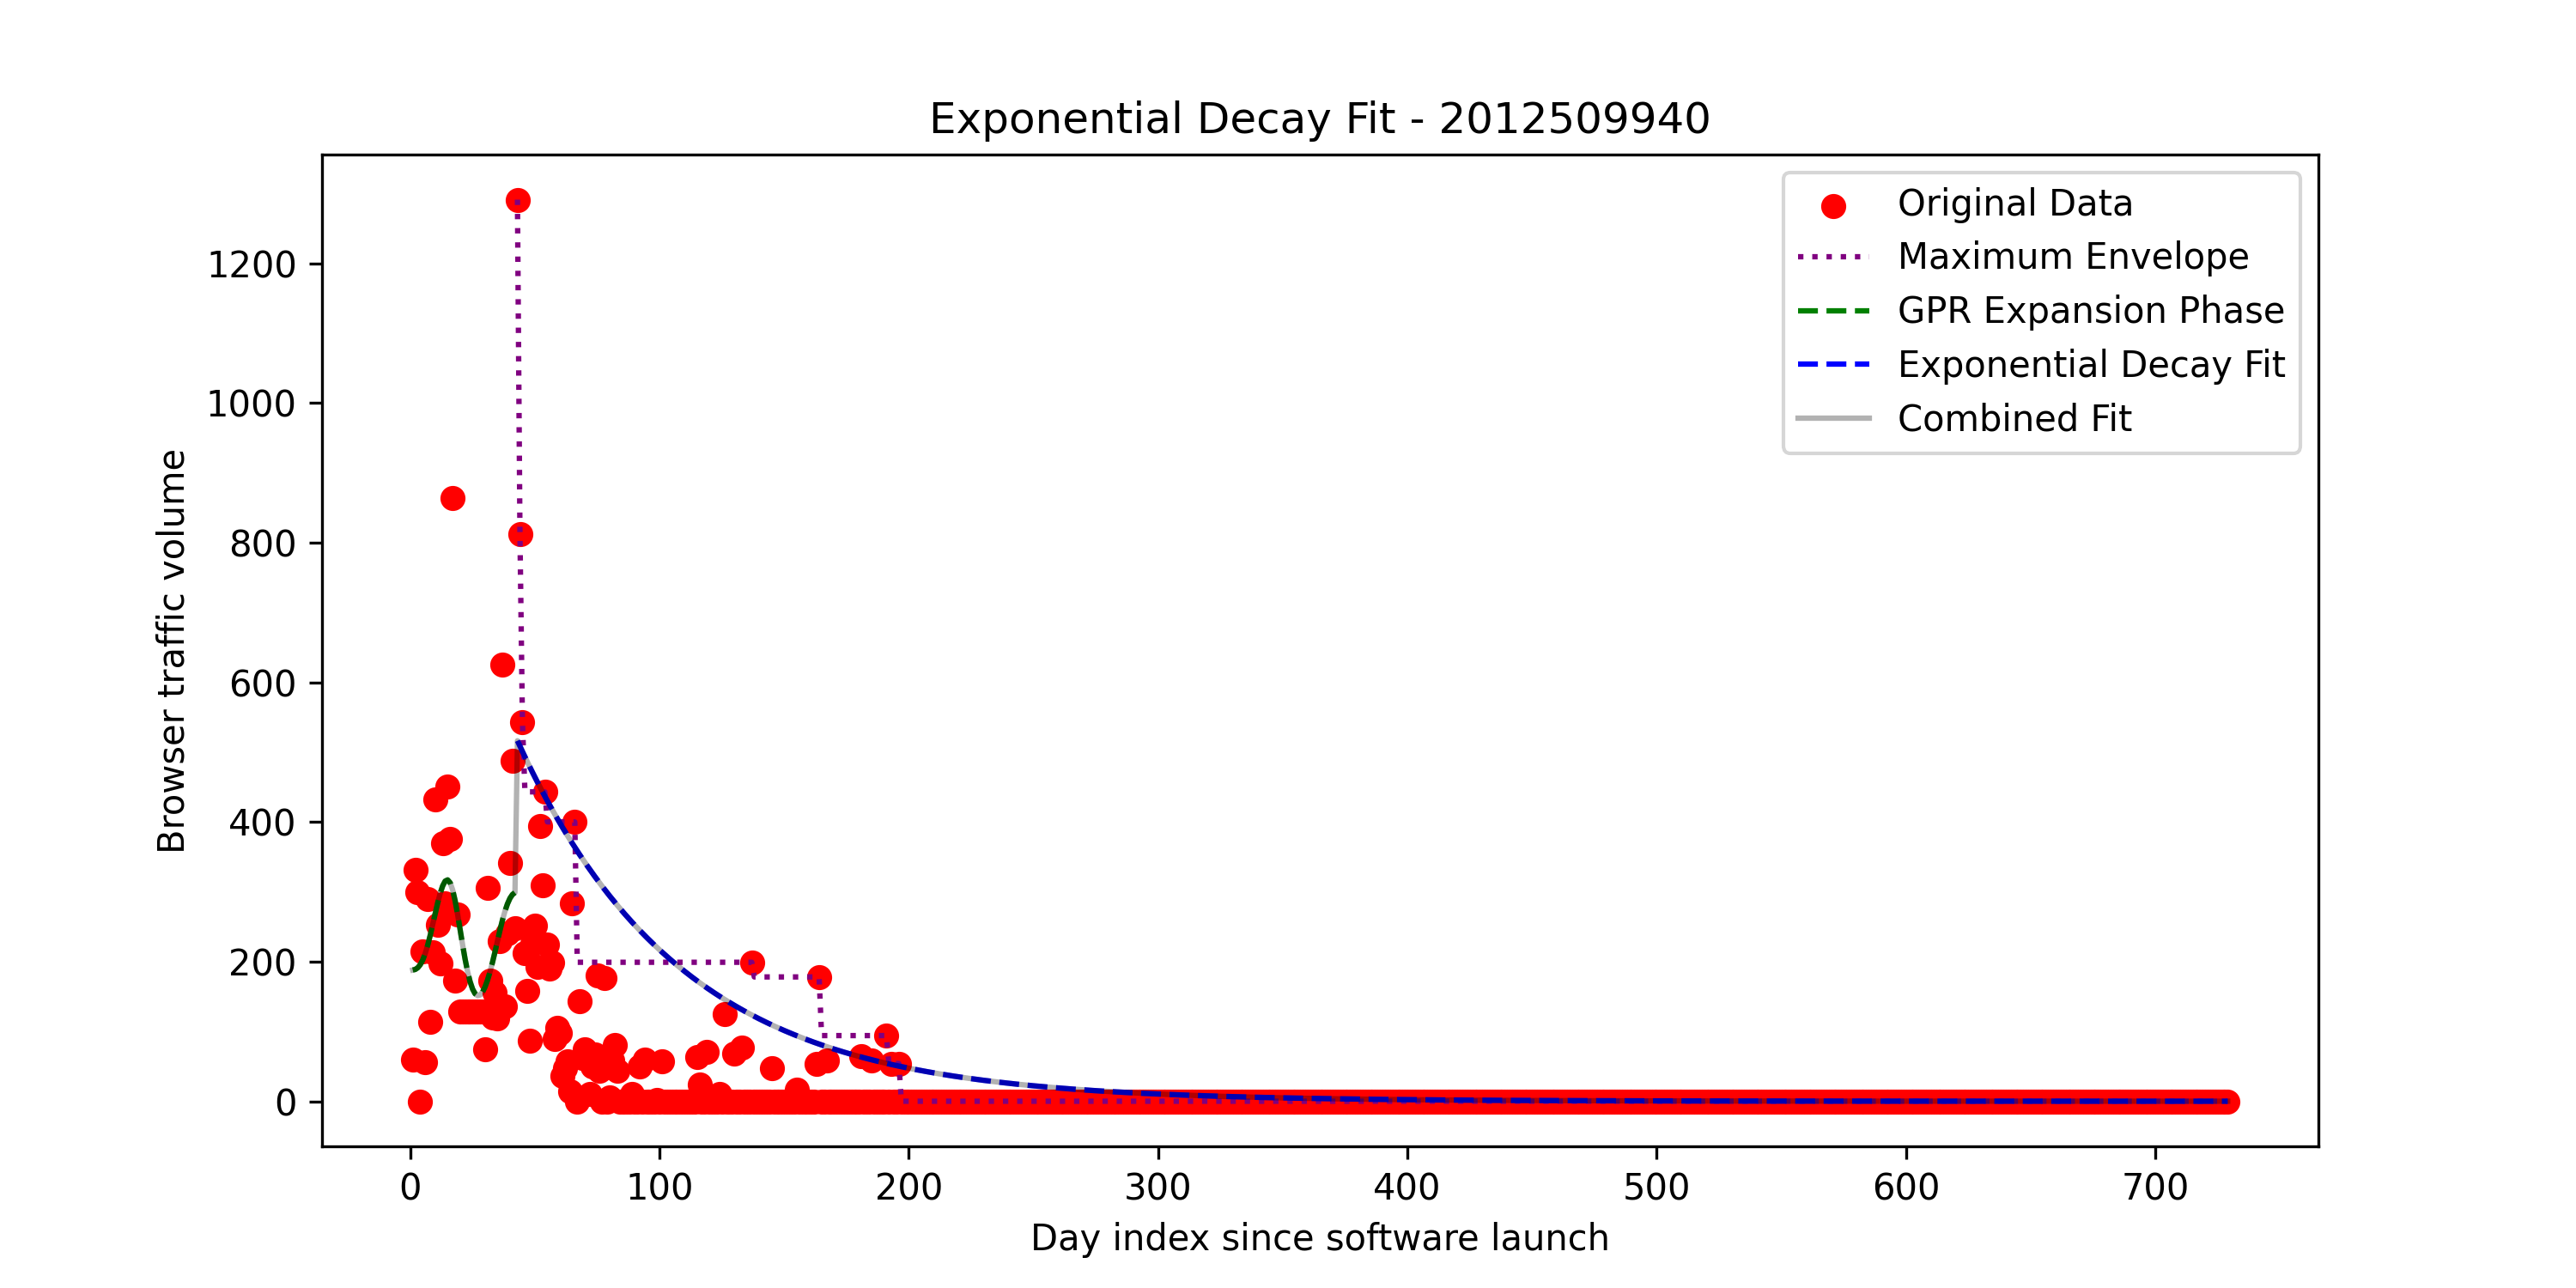 Exponential Decay Fit - 2012509940
Original Data
Maximum Envelope
GPR Expansion Phase
Exponential Decay Fit
Combined Fit
Browser traffic volume
1200
1000
800
600
400
200
0
0 100 200 300 400 500 600 700
Day index since software launch